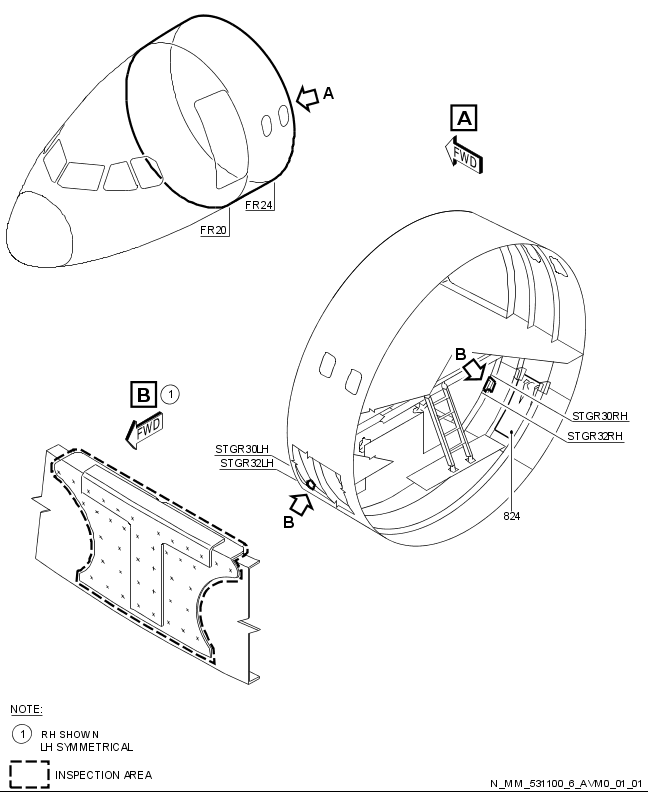 A
FR24
FR20
A
FWD
B
STGR30RH
STGR32RH
824
B 1
FWD
STGR30LH
STGR32LH
B
NOTE:
1 RH SHOWN
LH SYMMETRICAL
INSPECTION AREA
N_MM_531100_6_AVM0_01_01